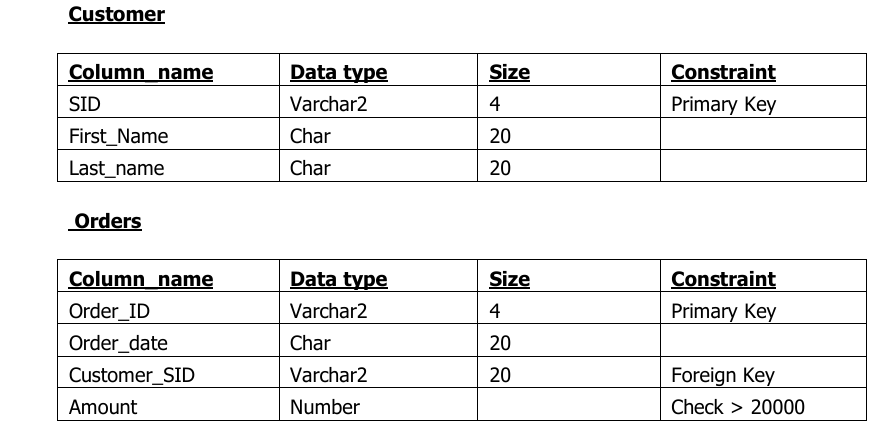 Customer
Column_name Data type Size Constraint
SID Varchar2 4 Primary Key
First_Name Char 20
Last_name Char 20
Orders
Column_name Data type Size Constraint
Order_ID Varchar2 4 Primary Key
Order_date Char 20
Customer_SID Varchar2 20 Foreign Key
Amount Number Check > 20000